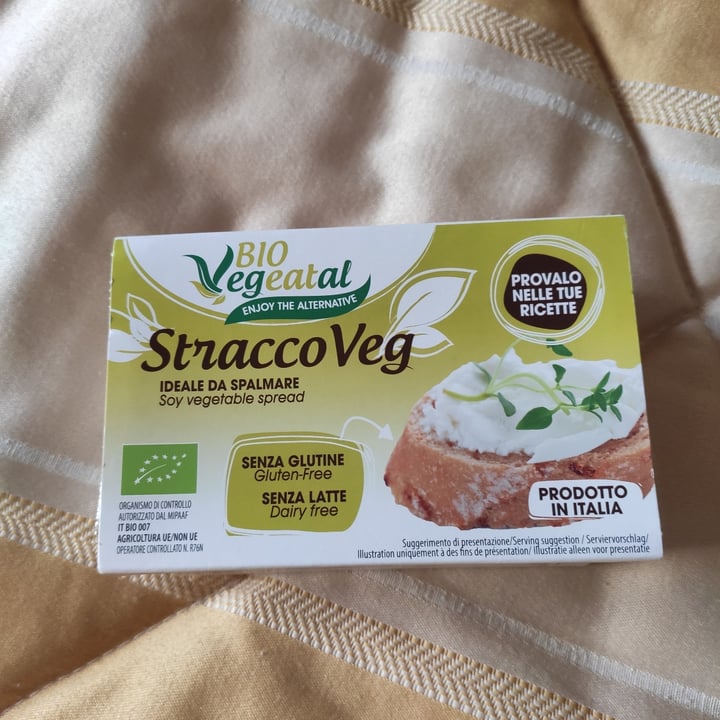 BIO
Vegeatal
ENJOY THE ALTERNATIVE
StraccoVeg
IDEALE DA SPALMARE
Soy vegetable spread
PROVALO
NELLE TUE
RICETTE
SENZA GLUTINE
Gluten-Free
SENZA LATTE
Dairy free
PRODOTTO
IN ITALIA
ORGANISMO DI CONTROLLO
AUTORIZZATO DAL MIPAAF
IT BIO 007
AGRICOLTURA UE/NON UE
OPERATORE CONTROLLATO N. R76N
Suggerimento di presentazione/Serving suggestion / Serviervorschlag/
Illustration uniquement à des fins de présentation/ Illustratie alleen voor presentatie